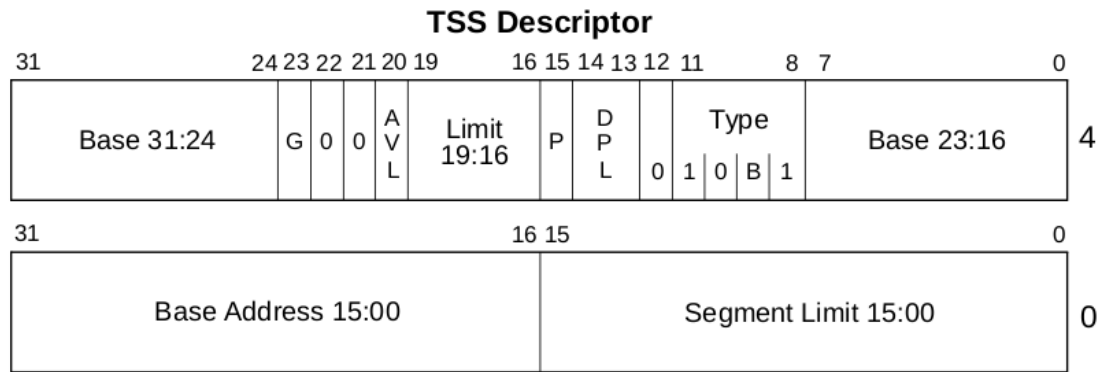 TSS Descriptor
31 24 23 22 21 20 19 16 15 14 13 12 11 8 7 0
Base 31:24 G 0 0 AVL Limit 19:16 P DPL 0 Type 1 0 B 1 Base 23:16 4
31 16 15 0
Base Address 15:00 Segment Limit 15:00 0